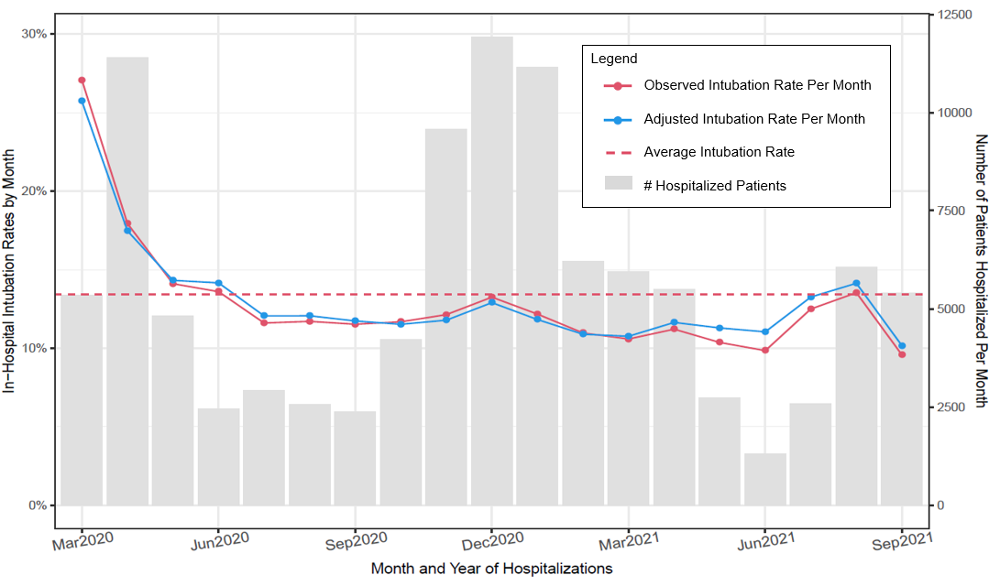 In−Hospital Intubation Rates by Month
30%
20%
10%
0%
Legend
Observed Intubation Rate Per Month
Adjusted Intubation Rate Per Month
Average Intubation Rate
# Hospitalized Patients
12500
10000
7500
5000
2500
0
Number of Patients Hospitalized Per Month
Mar2020
Jun2020
Sep2020
Dec2020
Mar2021
Jun2021
Sep2021
Month and Year of Hospitalizations